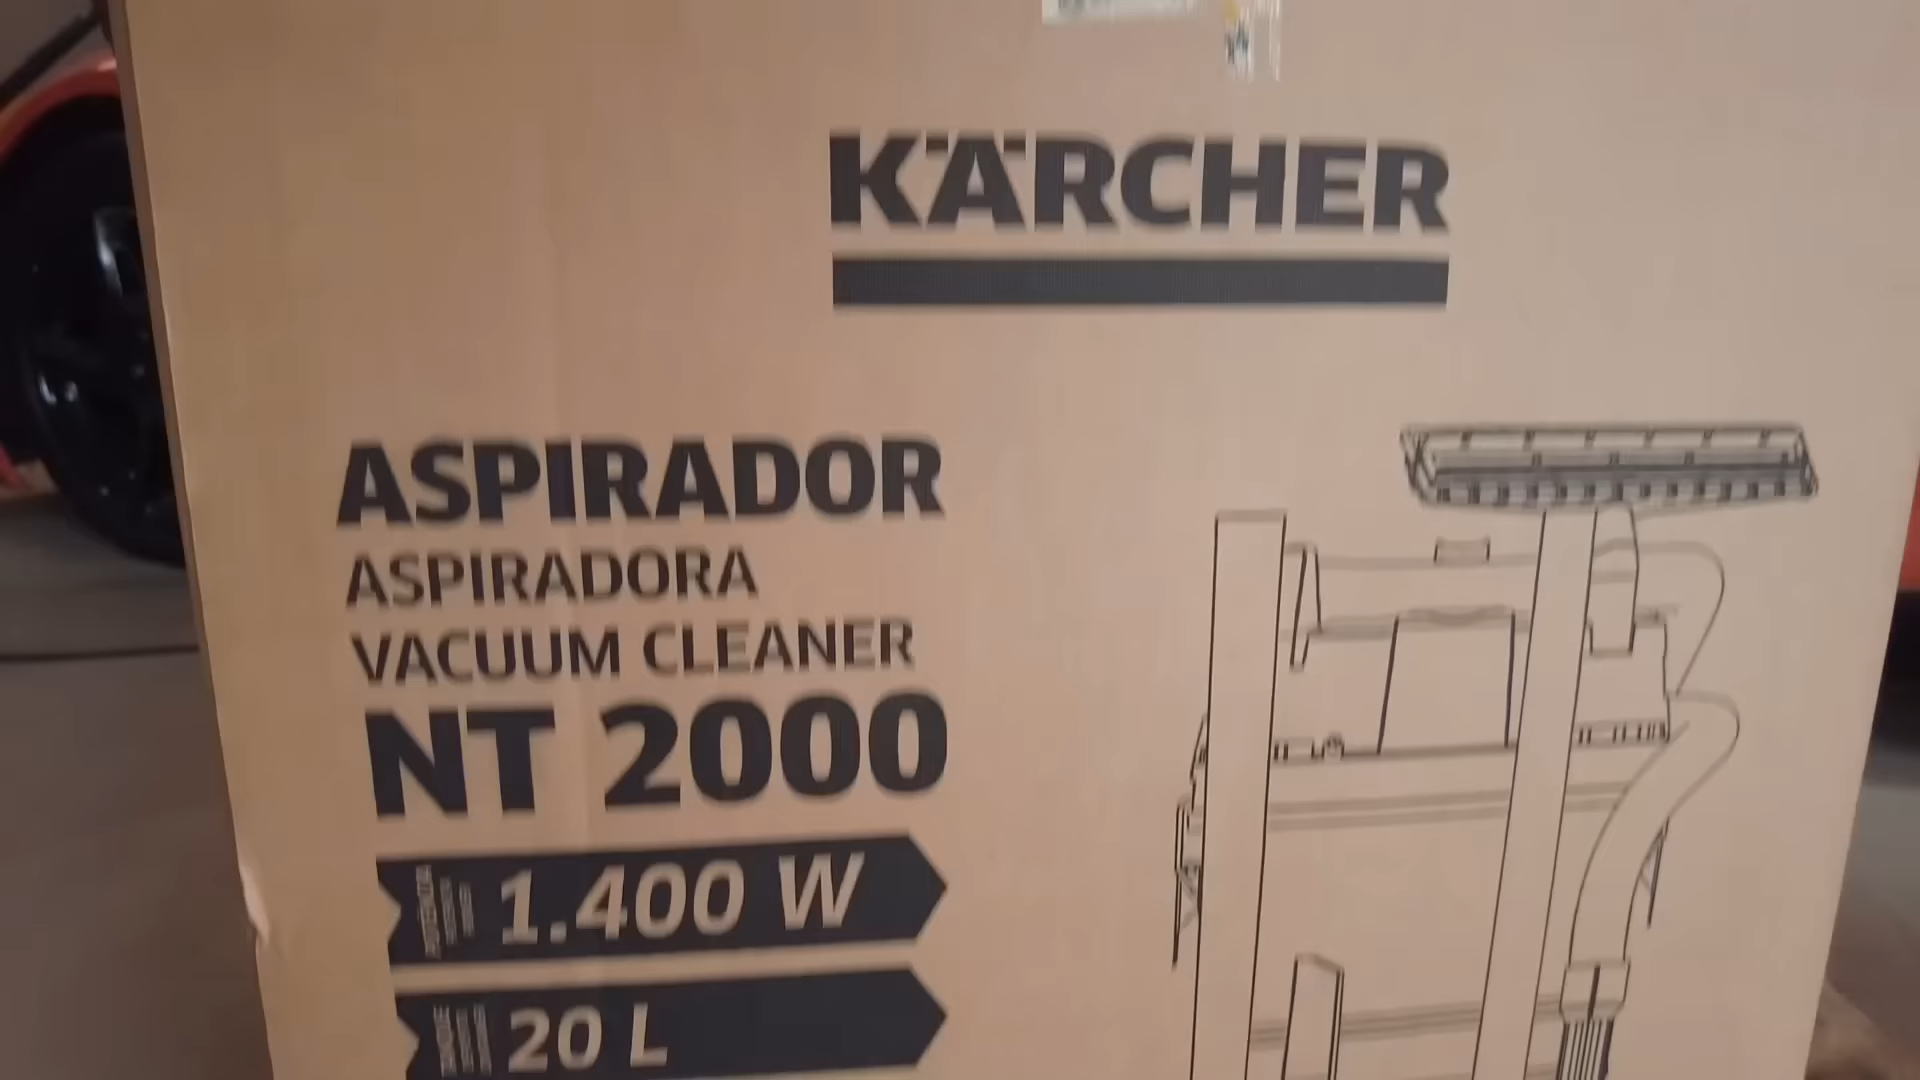 KÄRCHER
ASPIRADOR
ASPIRADORA
VACUUM CLEANER
NT 2000
1.400 W
20 L